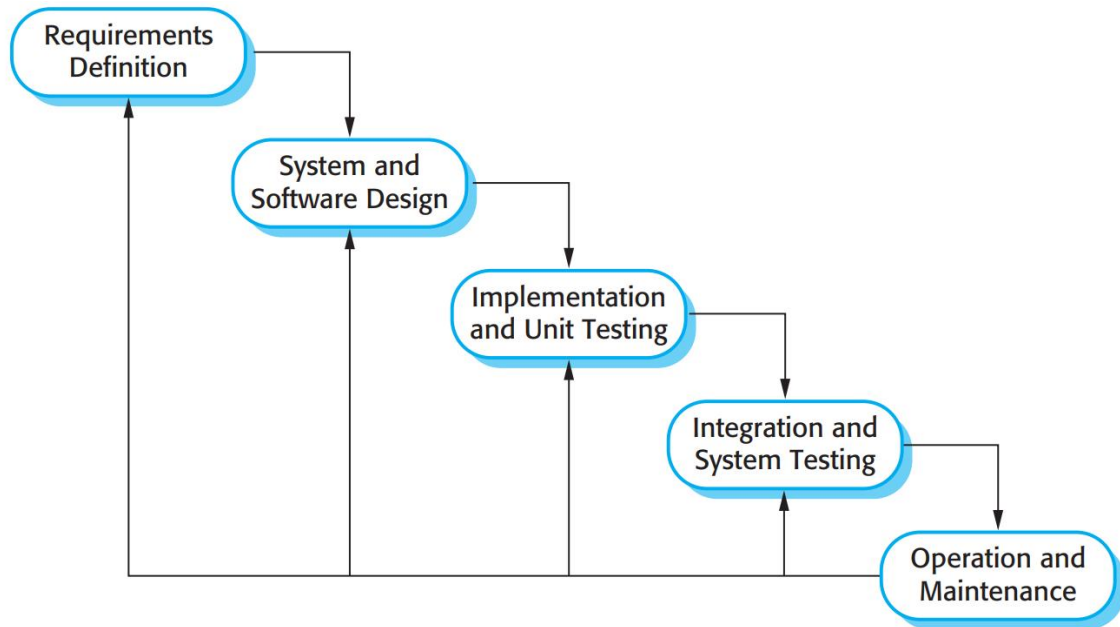 Requirements
Definition
System and
Software Design
Implementation
and Unit Testing
Integration and
System Testing
Operation and
Maintenance